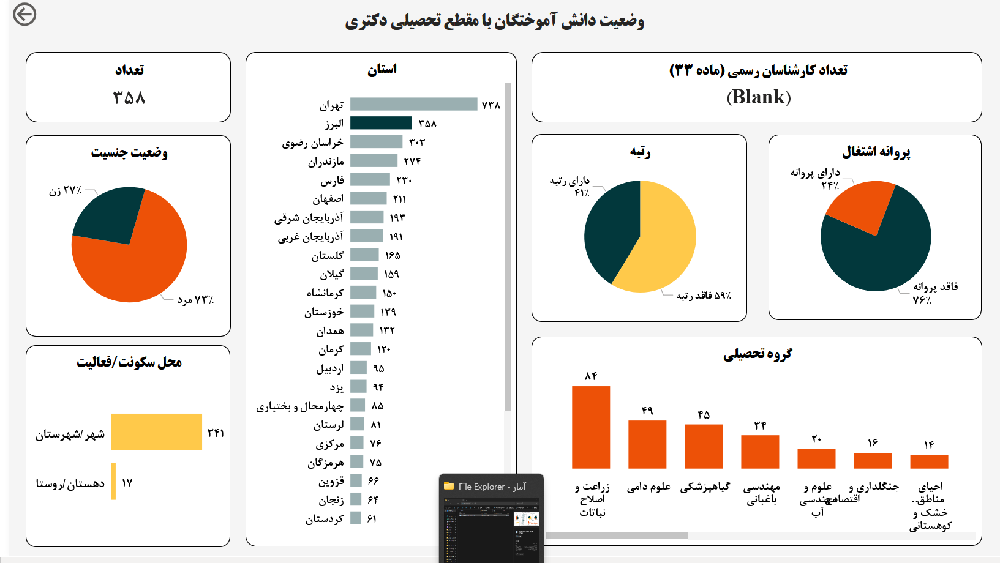 وضعیت دانش آموختگان با مقطع تحصیلی دکتری
تعداد کارشناسان رسمی (ماده ۳۳)
(Blank)
پروانه اشتغال
دارای پروانه
۲۴٪
فاقد پروانه
۷۶٪
رتبه
دارای رتبه
۴۱٪
۵۹٪ فاقد رتبه
گروه تحصیلی
۸۴
۴۹
۴۵
۳۴
۲۰
۱۶
۱۴
زراعت و
اصلاح
نباتات
علوم دامی
گیاهپزشکی
مهندسی
باغبانی
علوم و
مهندسی
آب
جنگلداری و
اقتصاد
احیای
مناطق..
خشک و
کوهستانی
استان
تهران ۷۳۸
البرز ۳۵۸
خراسان رضوی ۳۰۳
مازندران ۲۷۴
فارس ۲۳۰
اصفهان ۲۱۱
آذربایجان شرقی ۱۹۳
آذربایجان غربی ۱۹۱
گلستان ۱۶۵
گیلان ۱۵۹
کرمانشاه ۱۵۰
خوزستان ۱۳۹
همدان ۱۳۲
کرمان ۱۲۰
اردبیل ۹۵
یزد ۹۴
چهارمحال و بختیاری ۸۵
لرستان ۸۱
مرکزی ۷۶
هرمزگان ۷۵
قزوین ۶۶
زنجان ۶۴
کردستان ۶۱
تعداد
۳۵۸
وضعیت جنسیت
۲۷٪ زن
۷۳٪ مرد
محل سکونت/فعالیت
شهر/شهرستان ۳۴۱
دهستان/روستا ۱۷
آمار - File Explorer